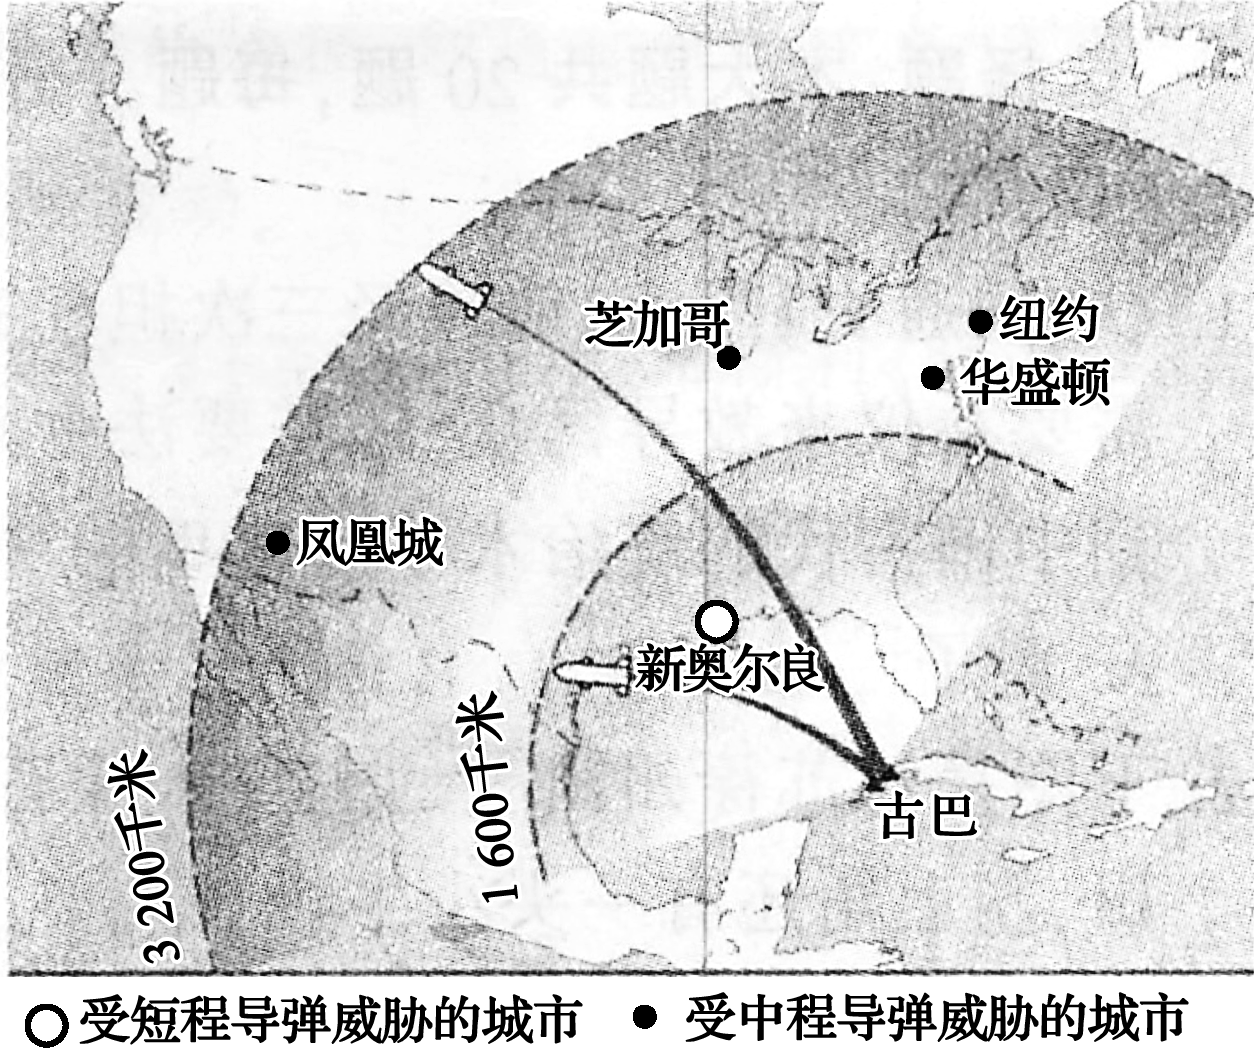 芝加哥
纽约
华盛顿
凤凰城
新奥尔良
1 600千米
3 200千米
古巴
受短程导弹威胁的城市
受中程导弹威胁的城市